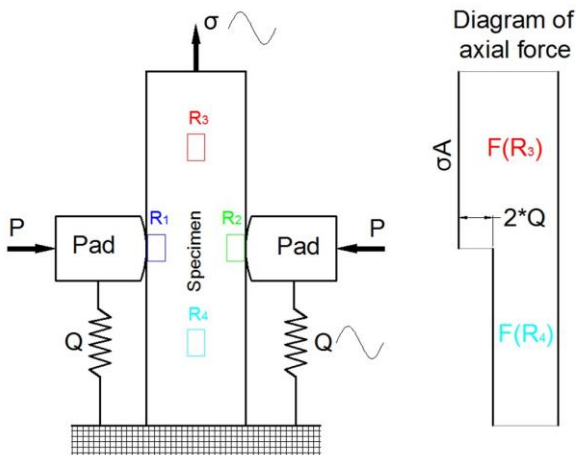 σ
Diagram of
axial force
R₃
σA
F(R₃)
P
Pad
R₁
Specimen
R₂
Pad
P
2*Q
R₄
Q
Q
F(R₄)